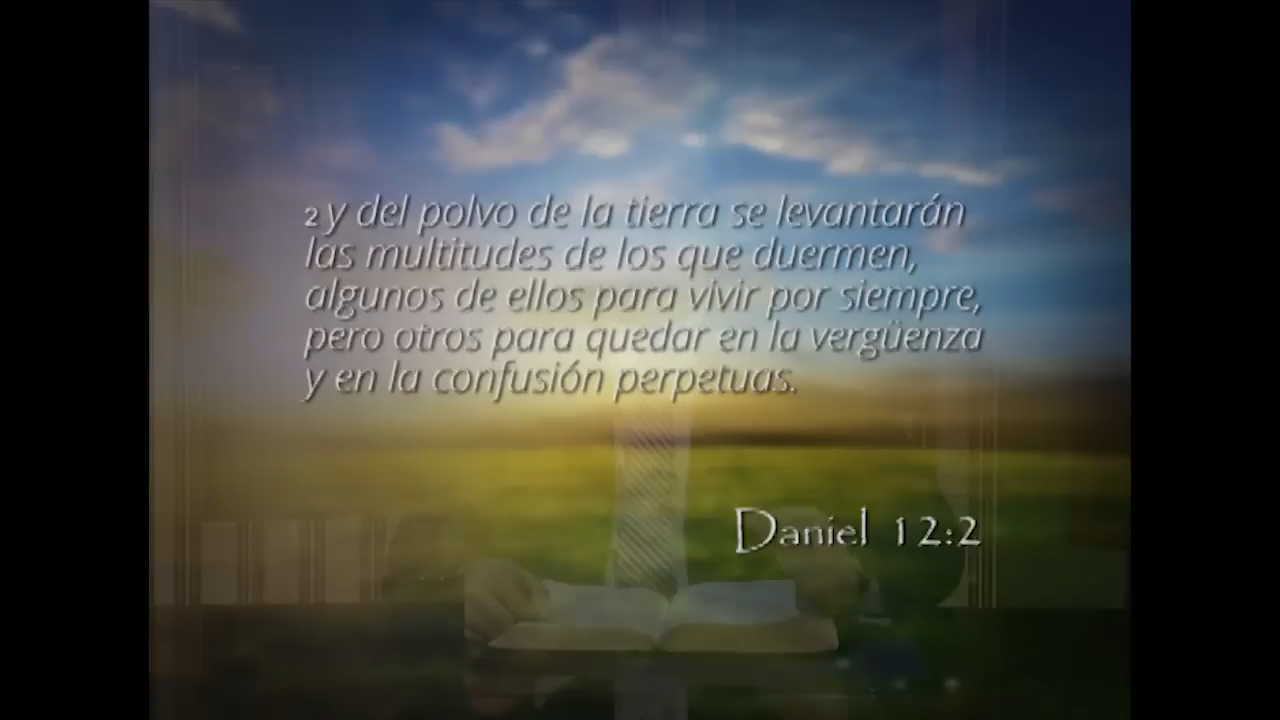 2 y del polvo de la tierra se levantarán
las multitudes de los que duermen,
algunos de ellos para vivir por siempre,
pero otros para quedar en la vergüenza
y en la confusión perpetuas.
Daniel 12:2